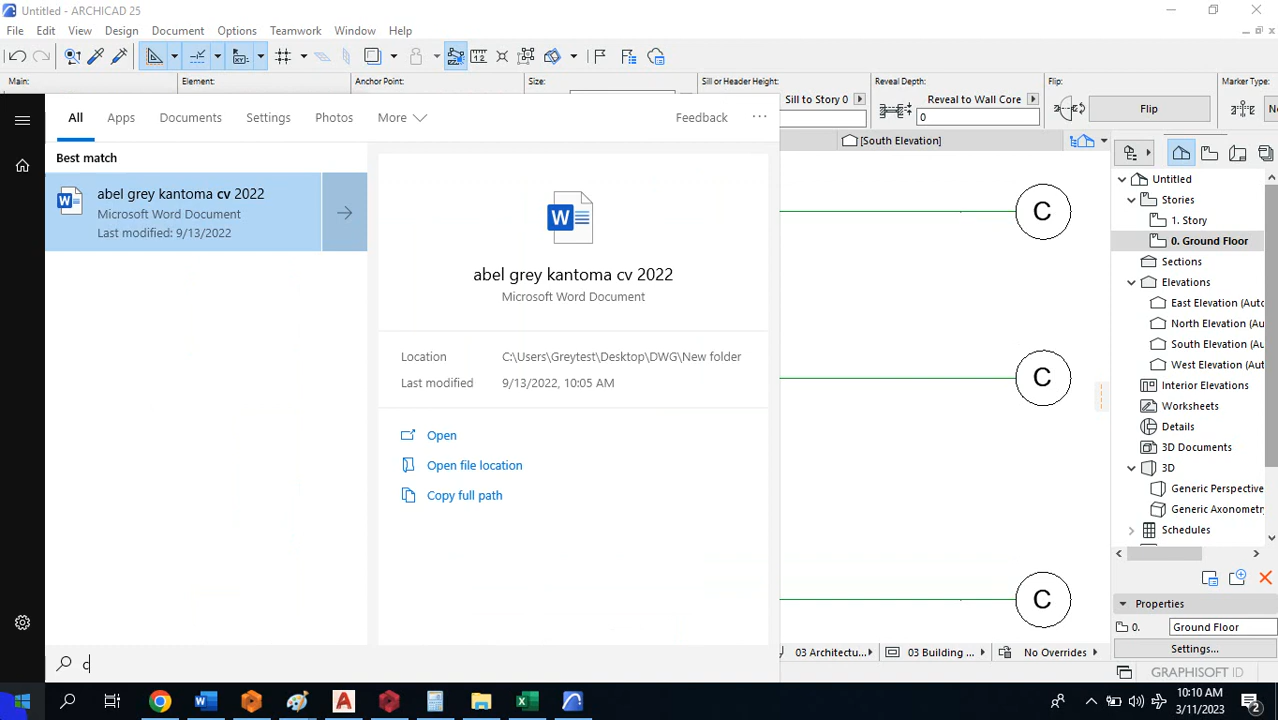 Untitled - ARCHICAD 25
File Edit View Design Document Options Teamwork Window Help
Main: Element: Anchor Point: Size: Sill or Header Height: Reveal Depth: Flip: Marker Type:
Sill to Story 0 Reveal to Wall Core Flip
0
All Apps Documents Settings Photos More Feedback
[South Elevation]
Best match
abel grey kantoma cv 2022
Microsoft Word Document
Last modified: 9/13/2022
abel grey kantoma cv 2022
Microsoft Word Document
Location C:\Users\Greytest\Desktop\DWG\New folder
Last modified 9/13/2022, 10:05 AM
Open
Open file location
Copy full path
c
C
C
C
Untitled
Stories
1. Story
0. Ground Floor
Sections
Elevations
East Elevation (Aut
North Elevation (Au
South Elevation (Au
West Elevation (Aut
Interior Elevations
Worksheets
Details
3D Documents
3D
Generic Perspective
Generic Axonometr
Schedules
Properties
0. Ground Floor
Settings...
03 Architectu... 03 Building ... No Overrides
GRAPHISOFT ID
10:10 AM
3/11/2023
2